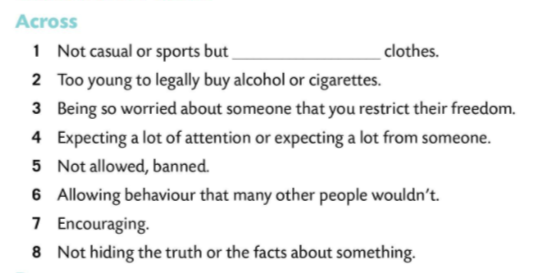 Across
1 Not casual or sports but ____________________ clothes.
2 Too young to legally buy alcohol or cigarettes.
3 Being so worried about someone that you restrict their freedom.
4 Expecting a lot of attention or expecting a lot from someone.
5 Not allowed, banned.
6 Allowing behaviour that many other people wouldn't.
7 Encouraging.
8 Not hiding the truth or the facts about something.